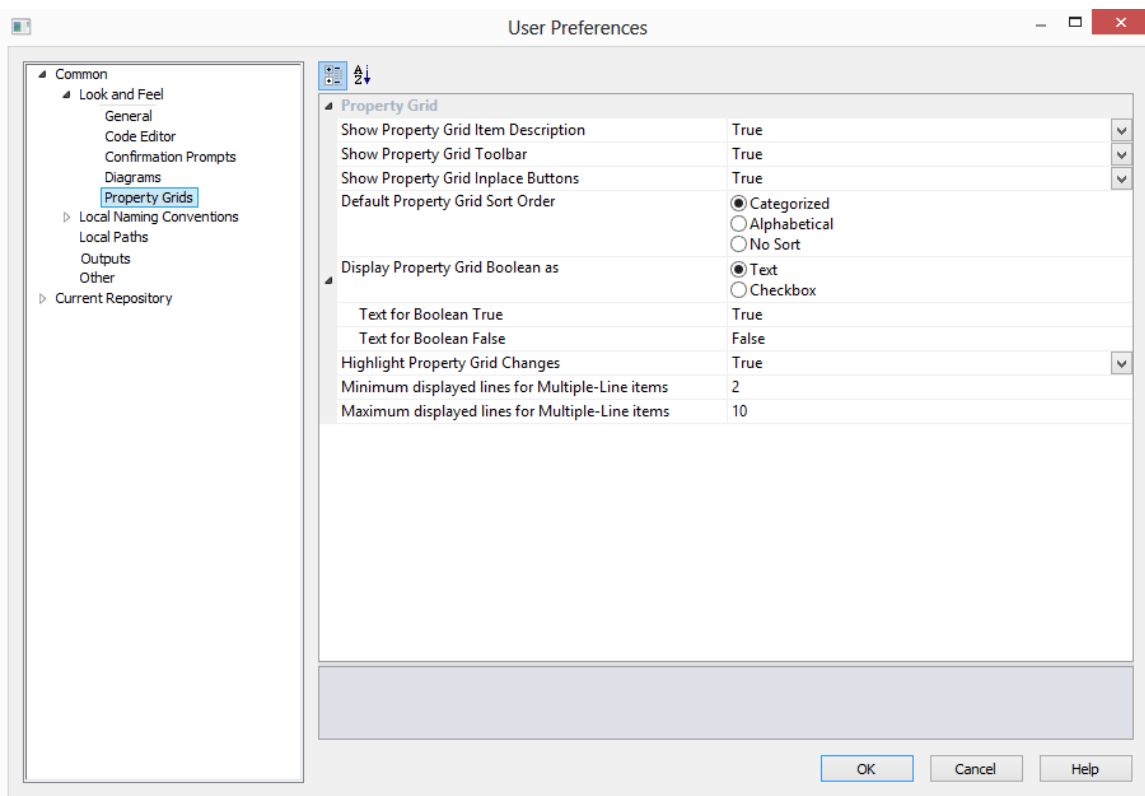 User Preferences
Common
Look and Feel
General
Code Editor
Confirmation Prompts
Diagrams
Property Grids
Local Naming Conventions
Local Paths
Outputs
Other
Current Repository
Property Grid
Show Property Grid Item Description True
Show Property Grid Toolbar True
Show Property Grid Inplace Buttons True
Default Property Grid Sort Order Categorized
Alphabetical
No Sort
Display Property Grid Boolean as Text
Checkbox
Text for Boolean True True
Text for Boolean False False
Highlight Property Grid Changes True
Minimum displayed lines for Multiple-Line items 2
Maximum displayed lines for Multiple-Line items 10
OK Cancel Help